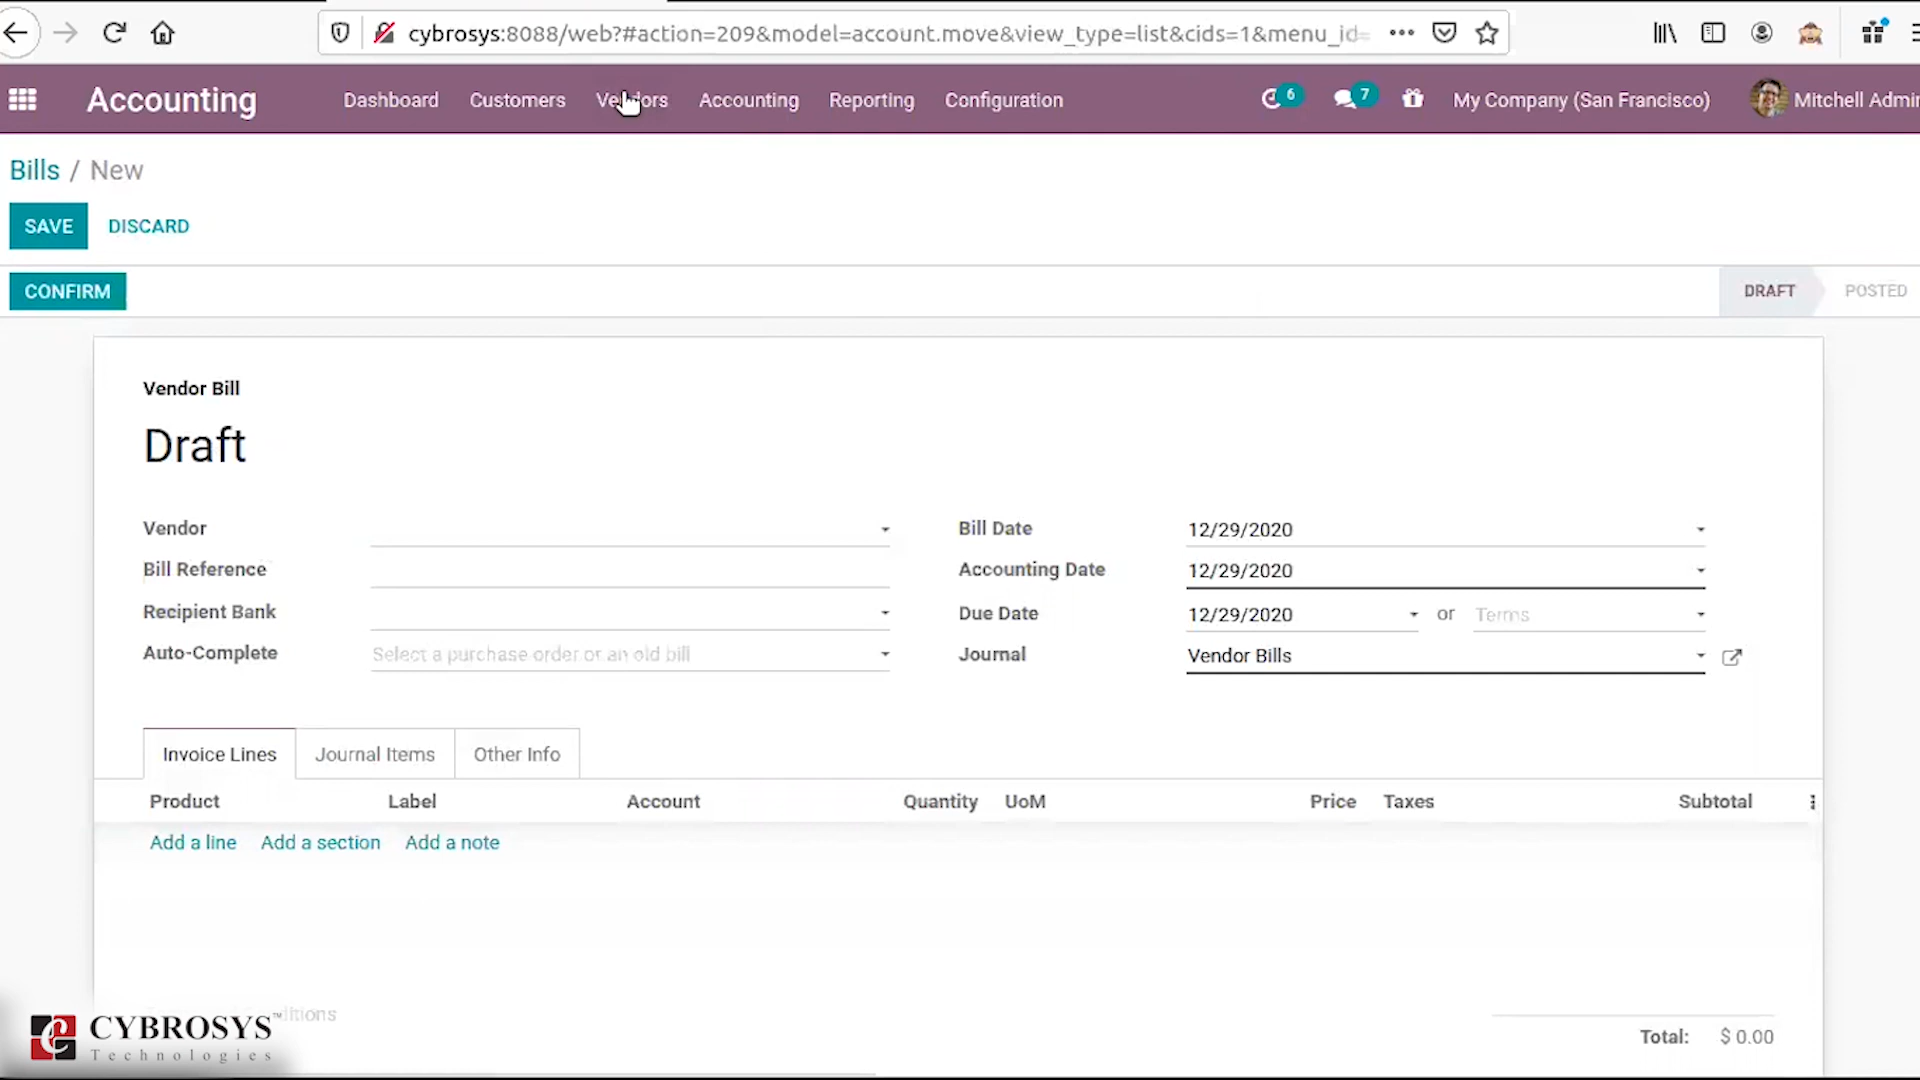 cybrosys:8088/web?#action=209&model=account.move&view_type=list&cids=1&menu_id=
Accounting Dashboard Customers Vendors Accounting Reporting Configuration 6 7 My Company (San Francisco) Mitchell Admin
Bills / New
SAVE DISCARD
CONFIRM DRAFT POSTED
Vendor Bill
Draft
Vendor Bill Date 12/29/2020
Bill Reference Accounting Date 12/29/2020
Recipient Bank Due Date 12/29/2020 or Terms
Auto-Complete Select a purchase order or an old bill Journal Vendor Bills
Invoice Lines Journal Items Other Info
Product Label Account Quantity UoM Price Taxes Subtotal
Add a line Add a section Add a note
CYBROSYS™
Technologies
Total: $ 0.00